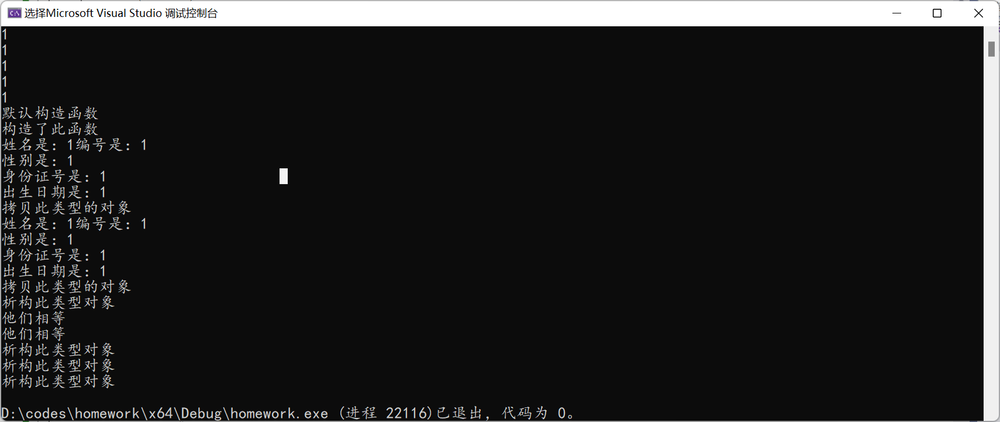 选择Microsoft Visual Studio 调试控制台
1
1
1
1
1
默认构造函数
构造了此函数
姓名是：1编号是：1
性别是：1
身份证号是：1
出生日期是：1
拷贝此类型的对象
姓名是：1编号是：1
性别是：1
身份证号是：1
出生日期是：1
拷贝此类型的对象
析构此类型对象
他们相等
他们相等
析构此类型对象
析构此类型对象
析构此类型对象
D:\codes\homework\x64\Debug\homework.exe (进程 22116)已退出，代码为 0。